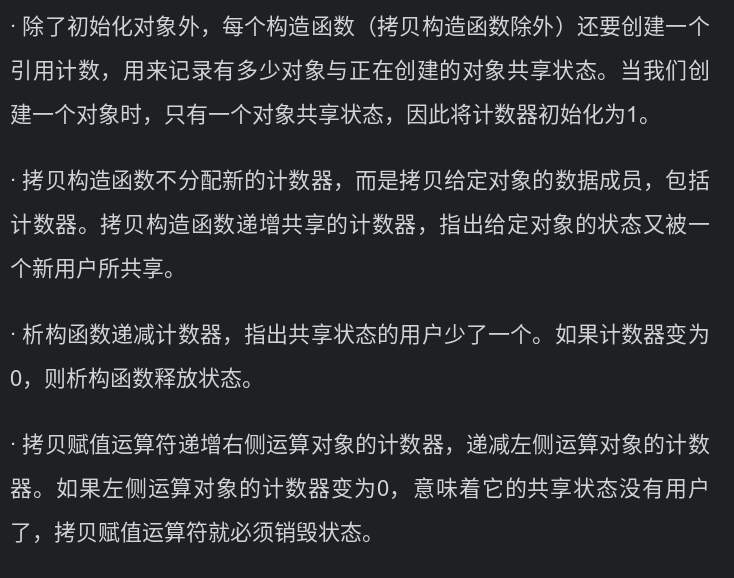 · 除了初始化对象外，每个构造函数（拷贝构造函数除外）还要创建一个
引用计数，用来记录有多少对象与正在创建的对象共享状态。当我们创
建一个对象时，只有一个对象共享状态，因此将计数器初始化为1。
· 拷贝构造函数不分配新的计数器，而是拷贝给定对象的数据成员，包括
计数器。拷贝构造函数递增共享的计数器，指出给定对象的状态又被一
个新用户所共享。
· 析构函数递减计数器，指出共享状态的用户少了一个。如果计数器变为
0，则析构函数释放状态。
· 拷贝赋值运算符递增右侧运算对象的计数器，递减左侧运算对象的计数
器。如果左侧运算对象的计数器变为0，意味着它的共享状态没有用户
了，拷贝赋值运算符就必须销毁状态。